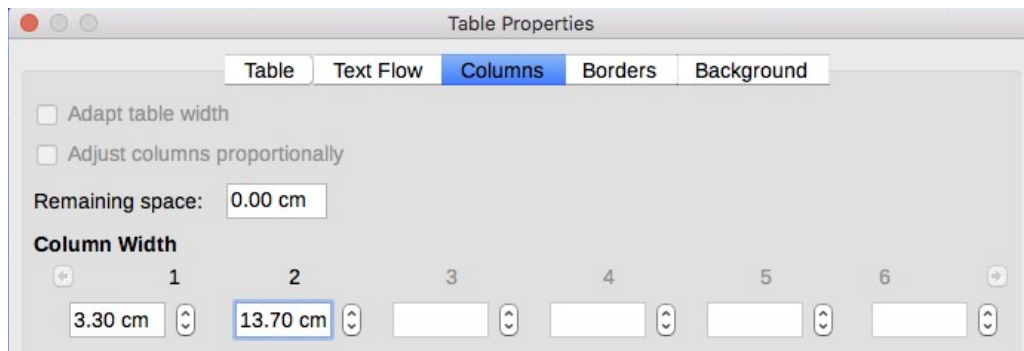 Table Properties
Table Text Flow Columns Borders Background
Adapt table width
Adjust columns proportionally
Remaining space: 0.00 cm
Column Width
1 2 3 4 5 6
3.30 cm 13.70 cm